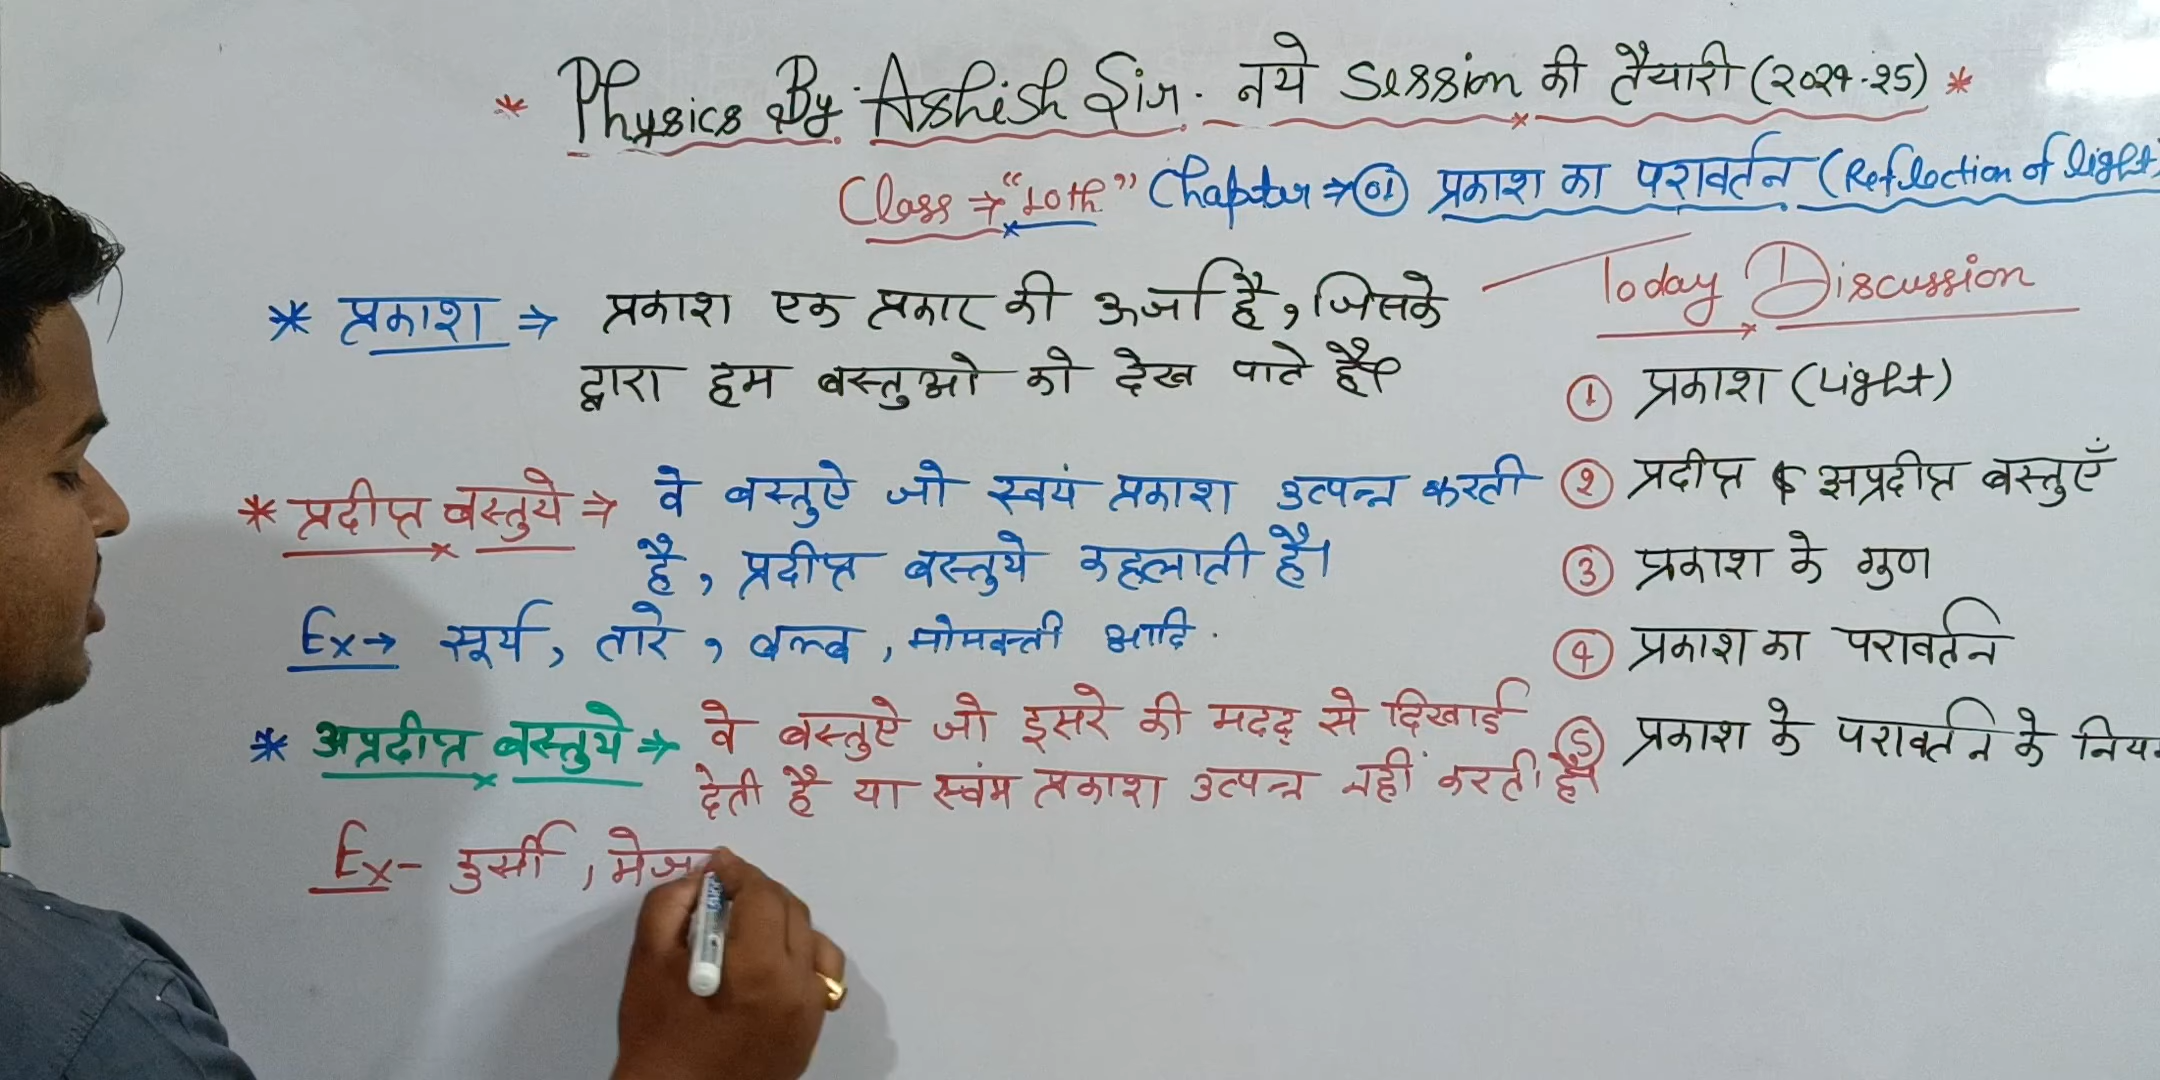 * Physics By Ashish Sir. नये Session की तैयारी (2024-25) *
Class ⇒ "10th" Chapter ⇒ 01 प्रकाश का परावर्तन (Reflection of light)
* प्रकाश ⇒ प्रकाश एक प्रकार की ऊर्जा है, जिसके
द्वारा हम वस्तुओ को देख पाते है।
* प्रदीप्त वस्तुये ⇒ वे वस्तुऐ जो स्वयं प्रकाश उत्पन्न करती
है, प्रदीप्त वस्तुये कहलाती है।
Ex → सूर्य, तारे, बल्ब, मोमबत्ती आदि.
* अप्रदीप्त वस्तुये ⇒ वे वस्तुऐ जो दूसरे की मदद् से दिखाई
देती है या स्वंम प्रकाश उत्पन्न नहीं करती है।
Ex- कुर्सी, मेज
Today Discussion
① प्रकाश (Light)
② प्रदीप्त & अप्रदीप्त वस्तुएँ
③ प्रकाश के गुण
④ प्रकाश का परावर्तन
⑤ प्रकाश के परावर्तन के निय